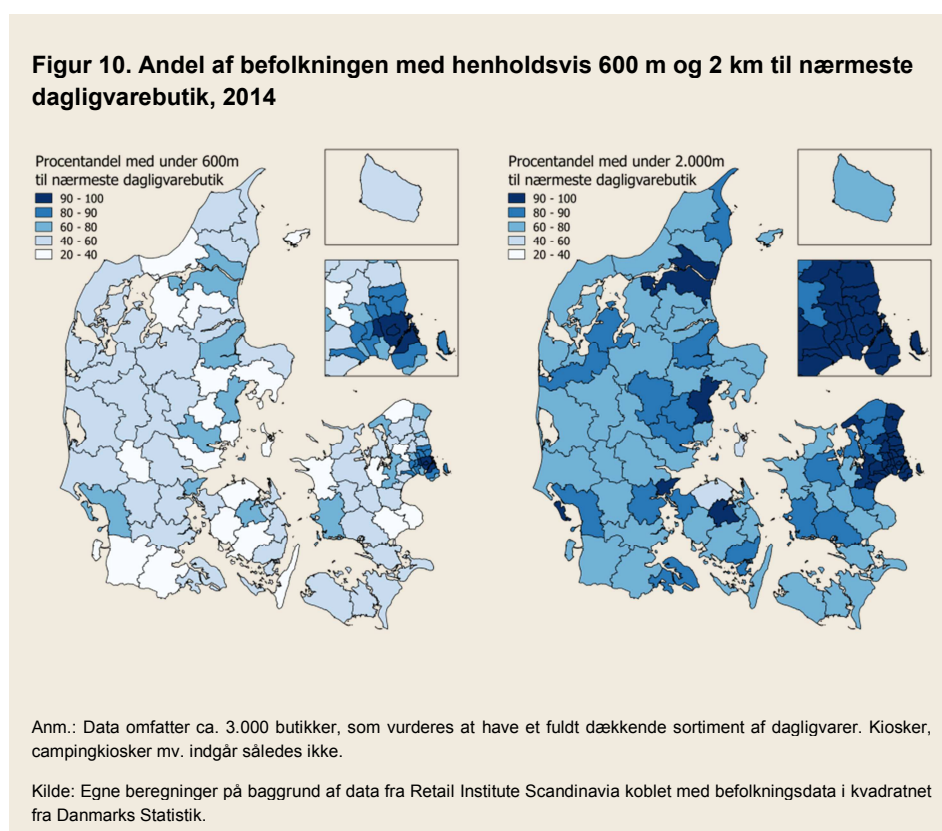 Figur 10. Andel af befolkningen med henholdsvis 600 m og 2 km til nærmeste
dagligvarebutik, 2014
Procentandel med under 600m
til nærmeste dagligvarebutik
90 - 100
80 - 90
60 - 80
40 - 60
20 - 40
Procentandel med under 2.000m
til nærmeste dagligvarebutik
90 - 100
80 - 90
60 - 80
40 - 60
20 - 40
Anm.: Data omfatter ca. 3.000 butikker, som vurderes at have et fuldt dækkende sortiment af dagligvarer. Kiosker,
campingkiosker mv. indgår således ikke.
Kilde: Egne beregninger på baggrund af data fra Retail Institute Scandinavia koblet med befolkningsdata i kvadratnet
fra Danmarks Statistik.